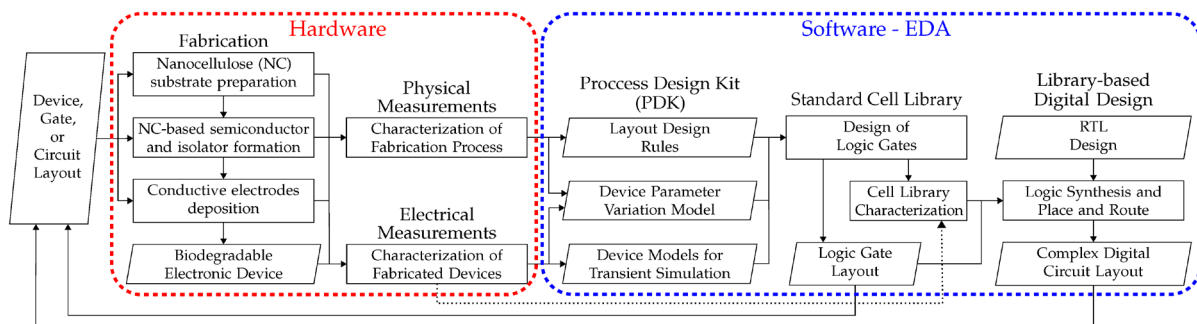 Hardware
Software - EDA
Device,
Gate,
or
Circuit
Layout
Fabrication
Nanocellulose (NC)
substrate preparation
NC-based semiconductor
and isolator formation
Conductive electrodes
deposition
Biodegradable
Electronic Device
Physical
Measurements
Characterization of
Fabrication Process
Electrical
Measurements
Characterization of
Fabricated Devices
Proccess Design Kit
(PDK)
Layout Design
Rules
Device Parameter
Variation Model
Device Models for
Transient Simulation
Standard Cell Library
Design of
Logic Gates
Cell Library
Characterization
Logic Gate
Layout
Library-based
Digital Design
RTL
Design
Logic Synthesis and
Place and Route
Complex Digital
Circuit Layout